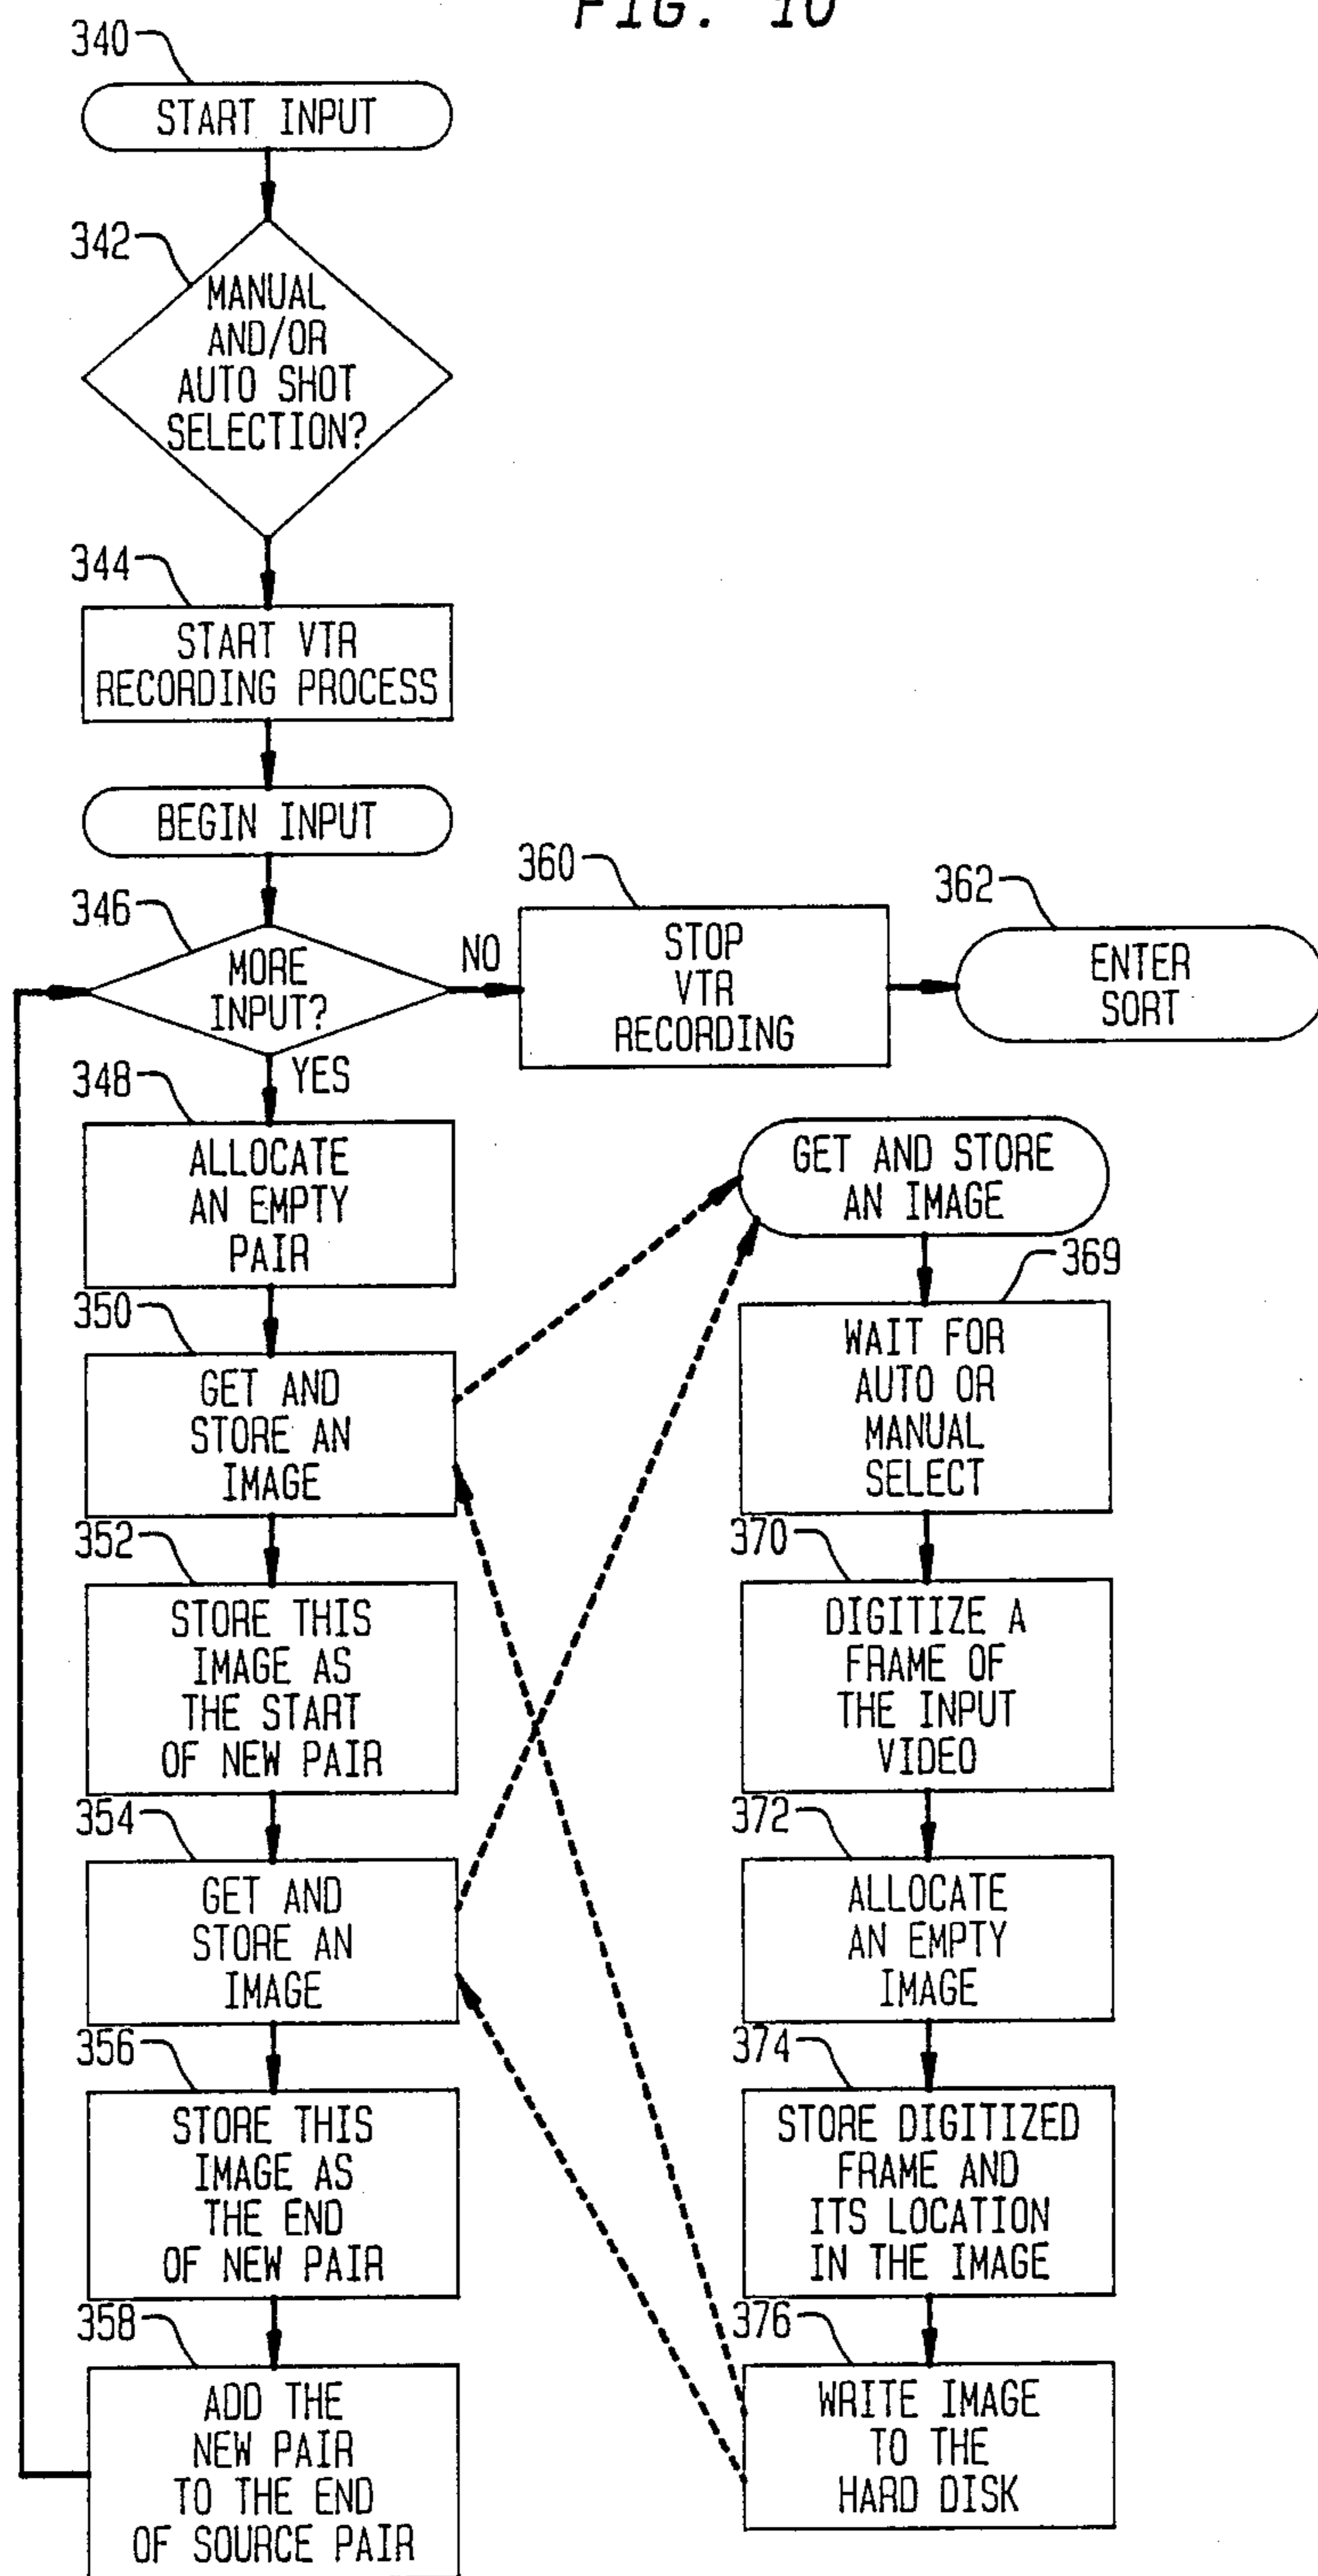 FIG. 10
340
START INPUT
342
MANUAL
AND/OR
AUTO SHOT
SELECTION?
344
START VTR
RECORDING PROCESS
BEGIN INPUT
346
MORE
INPUT?
NO
360
STOP
VTR
RECORDING
362
ENTER
SORT
YES
348
ALLOCATE
AN EMPTY
PAIR
350
GET AND
STORE AN
IMAGE
352
STORE THIS
IMAGE AS
THE START
OF NEW PAIR
354
GET AND
STORE AN
IMAGE
356
STORE THIS
IMAGE AS
THE END
OF NEW PAIR
358
ADD THE
NEW PAIR
TO THE END
OF SOURCE PAIR
GET AND STORE
AN IMAGE
369
WAIT FOR
AUTO OR
MANUAL
SELECT
370
DIGITIZE A
FRAME OF
THE INPUT
VIDEO
372
ALLOCATE
AN EMPTY
IMAGE
374
STORE DIGITIZED
FRAME AND
ITS LOCATION
IN THE IMAGE
376
WRITE IMAGE
TO THE
HARD DISK